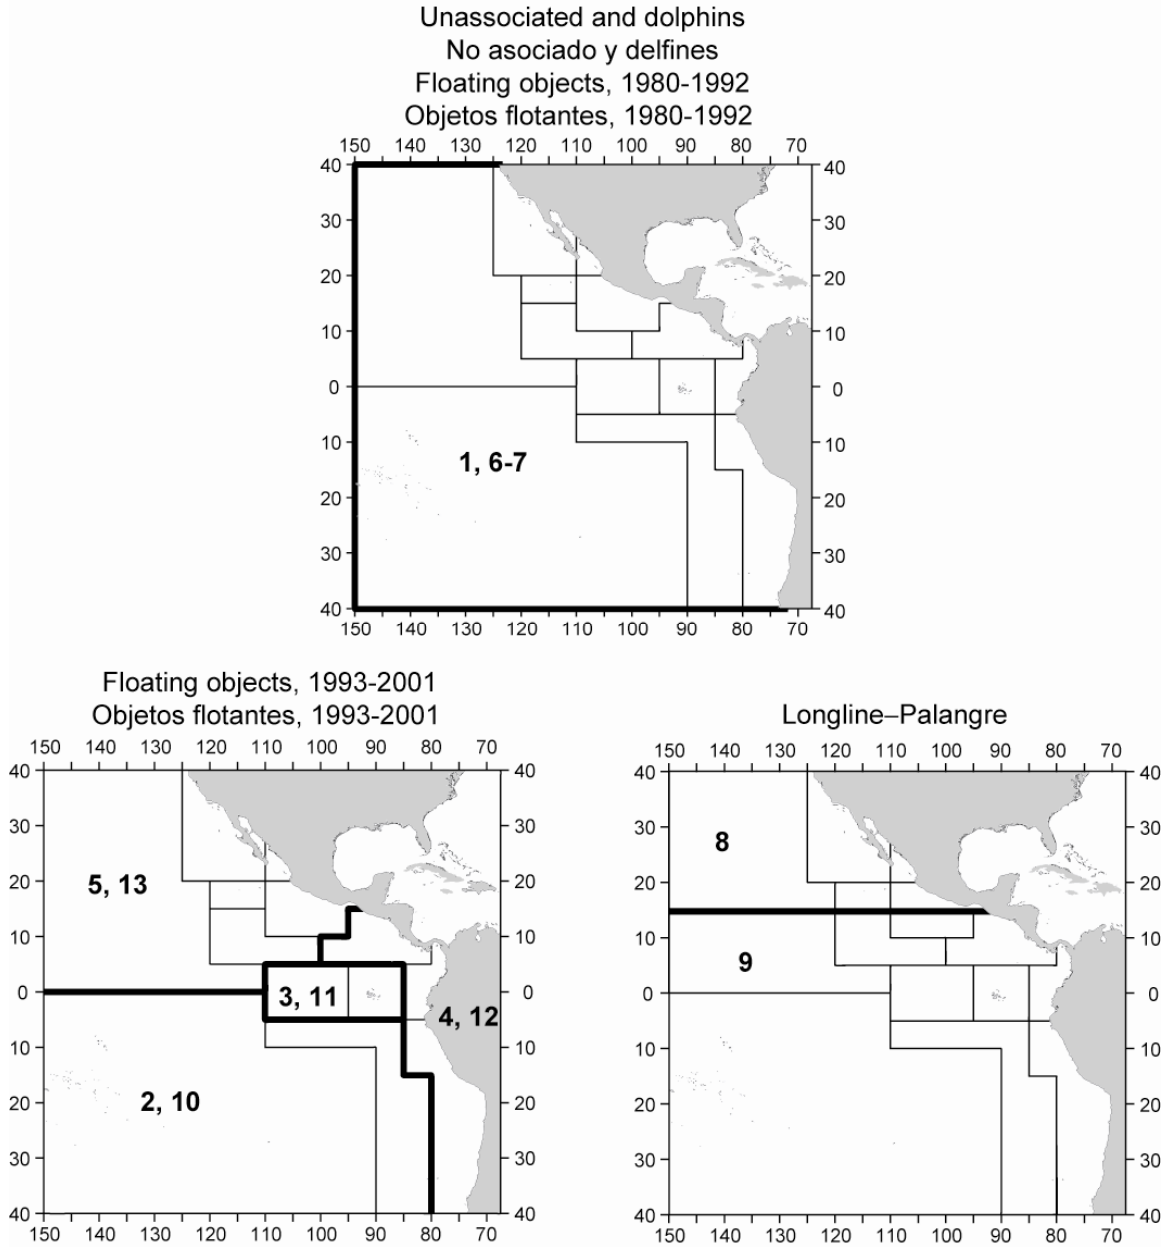 Unassociated and dolphins
No asociado y delfines
Floating objects, 1980-1992
Objetos flotantes, 1980-1992
150 140 130 120 110 100 90 80 70
40 40
30 30
20 20
10 10
0 0
10 10
1, 6-7
20 20
30 30
40 40
150 140 130 120 110 100 90 80 70
Floating objects, 1993-2001
Objetos flotantes, 1993-2001
150 140 130 120 110 100 90 80 70
40 40
30 30
20 20
5, 13
10 10
0 0
3, 11
4, 12
10 10
2, 10
20 20
30 30
40 40
150 140 130 120 110 100 90 80 70
Longline–Palangre
150 140 130 120 110 100 90 80 70
40 40
30 30
8
20 20
10 10
9
0 0
10 10
20 20
30 30
40 40
150 140 130 120 110 100 90 80 70